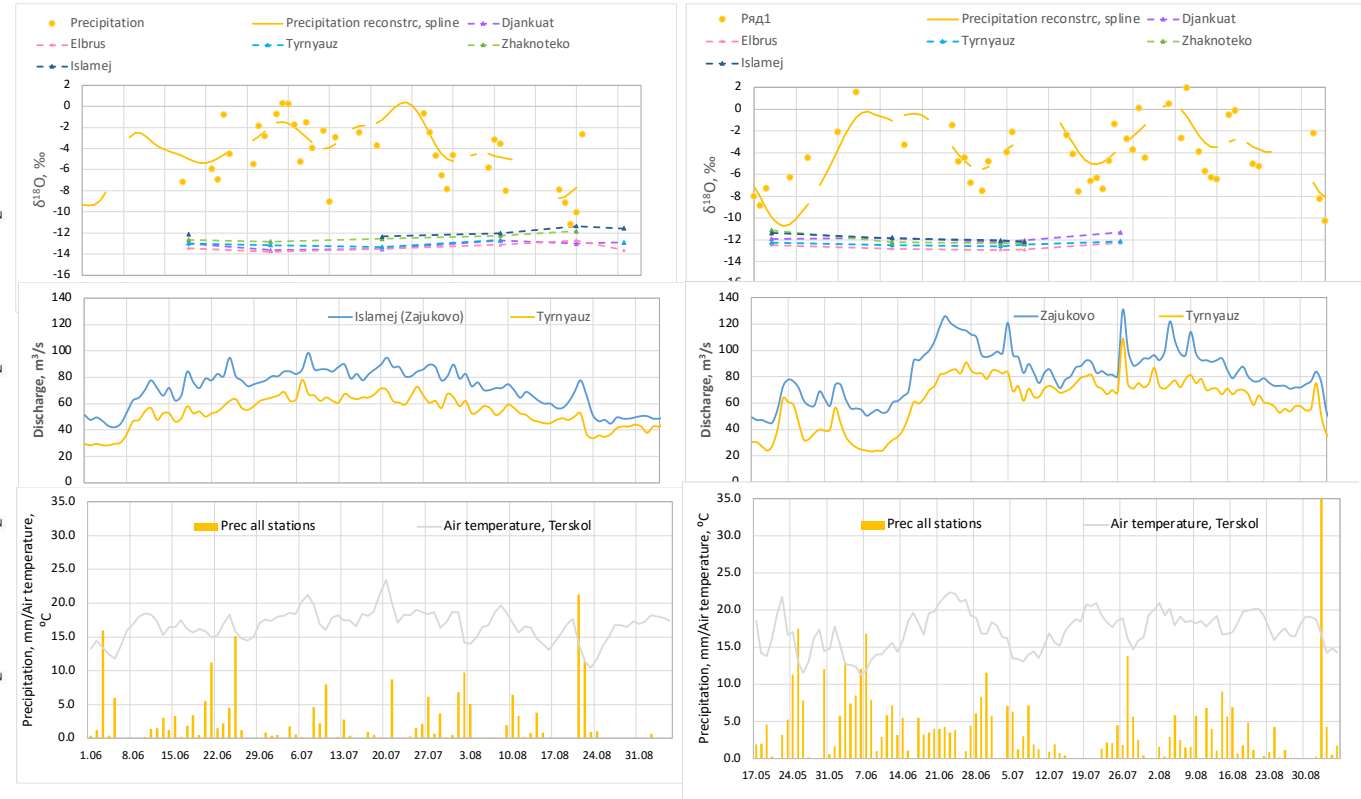 Precipitation
Precipitation reconstrc, spline
Djankuat
Elbrus
Tyrnyauz
Zhaknoteko
Islamej
δ¹⁸O, ‰
2
0
-2
-4
-6
-8
-10
-12
-14
-16
Ряд1
Precipitation reconstrc, spline
Djankuat
Elbrus
Tyrnyauz
Zhaknoteko
Islamej
δ¹⁸O, ‰
2
0
-2
-4
-6
-8
-10
-12
-14
-16
Discharge, m³/s
140
120
100
80
60
40
20
0
Islamej (Zajukovo)
Tyrnyauz
Discharge, m³/s
140
120
100
80
60
40
20
0
Zajukovo
Tyrnyauz
Precipitation, mm/Air temperature, ºC
35.0
30.0
25.0
20.0
15.0
10.0
5.0
0.0
Prec all stations
Air temperature, Terskol
1.06 8.06 15.06 22.06 29.06 6.07 13.07 20.07 27.07 3.08 10.08 17.08 24.08 31.08
Precipitation, mm/Air temperature, ºC
35.0
30.0
25.0
20.0
15.0
10.0
5.0
0.0
Prec all stations
Air temperature, Terskol
17.05 24.05 31.05 7.06 14.06 21.06 28.06 5.07 12.07 19.07 26.07 2.08 9.08 16.08 23.08 30.08